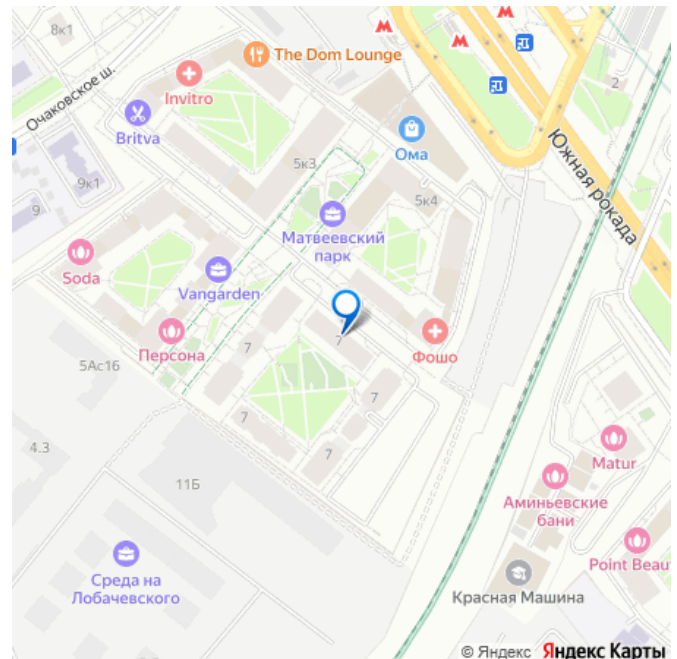 8к1
М
М
М
The Dom Lounge
Invitro
Очаковское ш.
Britva
2
Ома
Южная рокада
5к3
9к1
9
5к4
Матвеевский
парк
Soda
Vangarden
Персона
7
7
Фошо
5Ас16
7
7
7
4.3
11Б
Matur
Аминьевские
бани
Среда на
Лобачевского
Point Beau
Красная Машина
© Яндекс Яндекс Карты